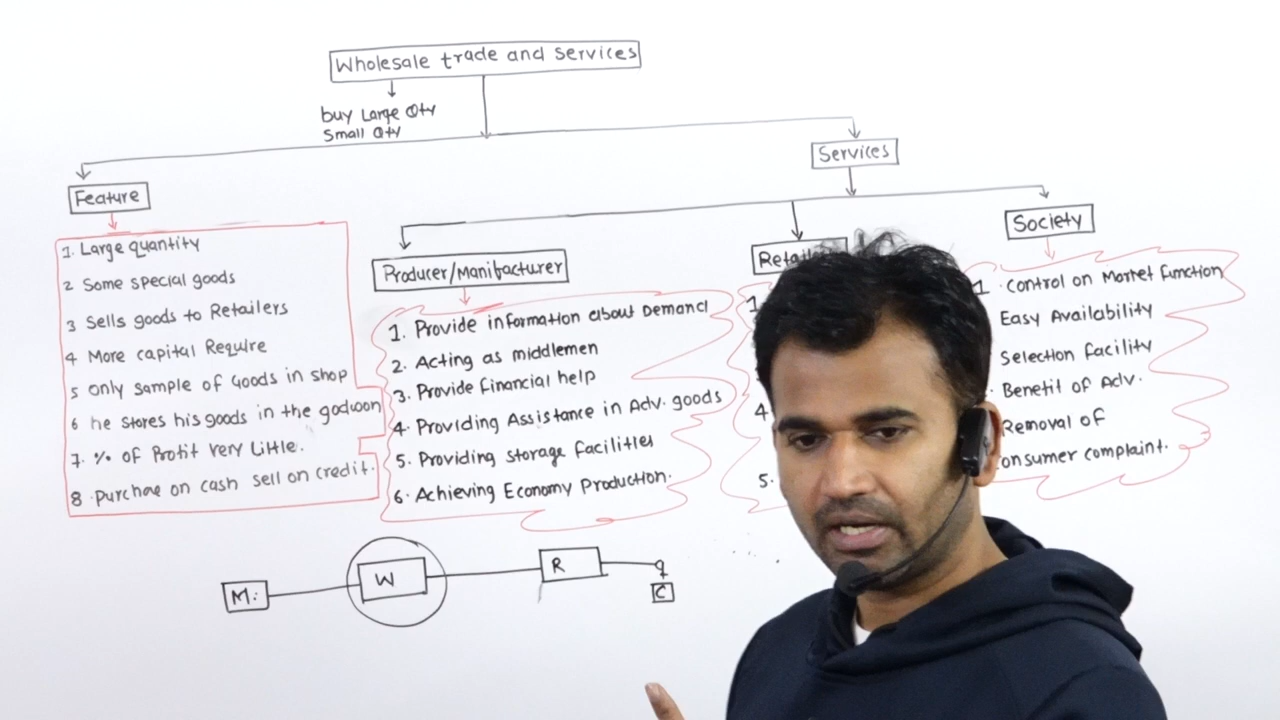 Wholesale trade and services
buy Large Qty
Small Qty
Feature
1. Large quantity
2 Some special goods
3 Sells goods to Retailers
4 More capital Require
5 only sample of Goods in shop
6 he stores his goods in the godwon
7. % of Profit very Little.
8 .purchae on cash sell on credit.
Services
Producer/Manifacturer
1. Provide information about Demand
2. Acting as middlemen
3. Provide financial help
4. Providing Assistance in Adv. goods
5. Providing storage facilities
6. Achieving Economy Production.
1
4
5.
Society
1 . control on Market function
Easy Availability
Selection facility
Benefit of Adv.
Removal of
onsumer complaint.
M.
W
R
C